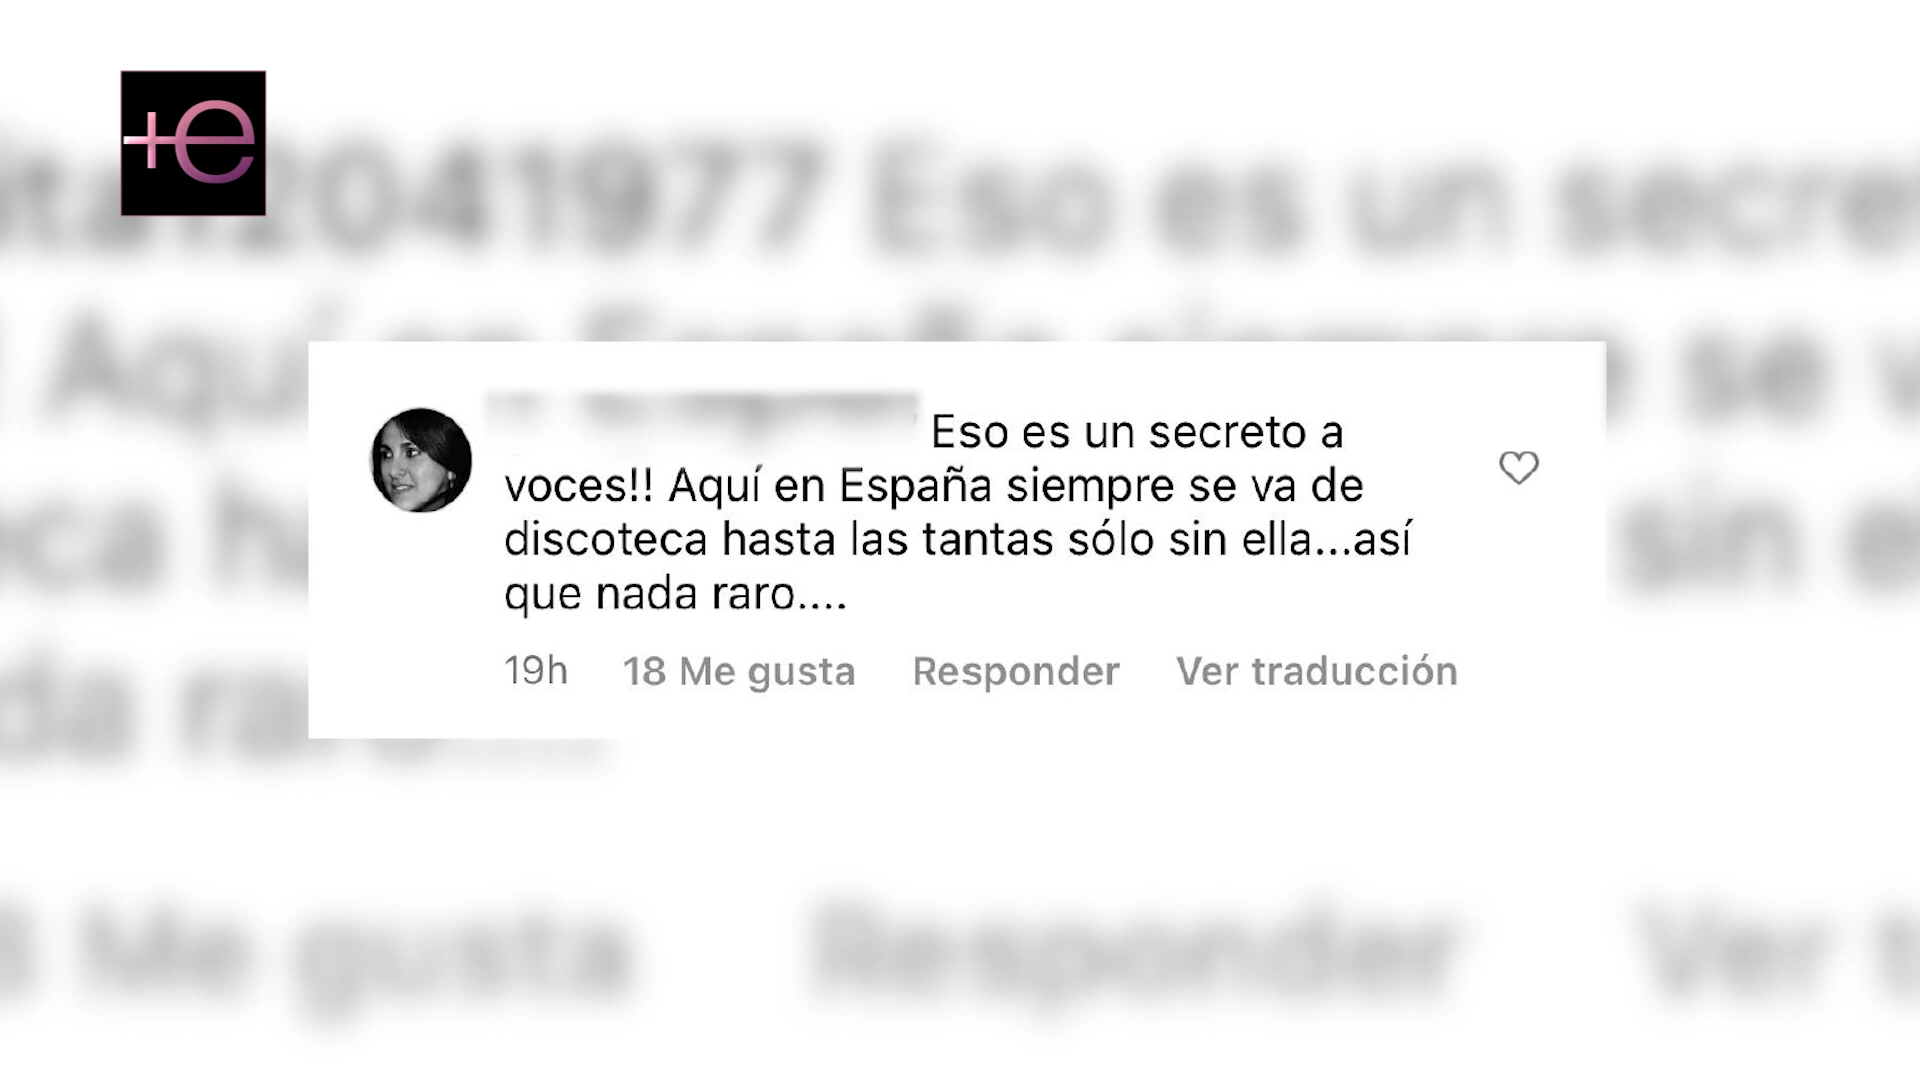 +e
Eso es un secreto a
voces!! Aquí en España siempre se va de
discoteca hasta las tantas sólo sin ella...así
que nada raro....
19h 18 Me gusta Responder Ver traducción